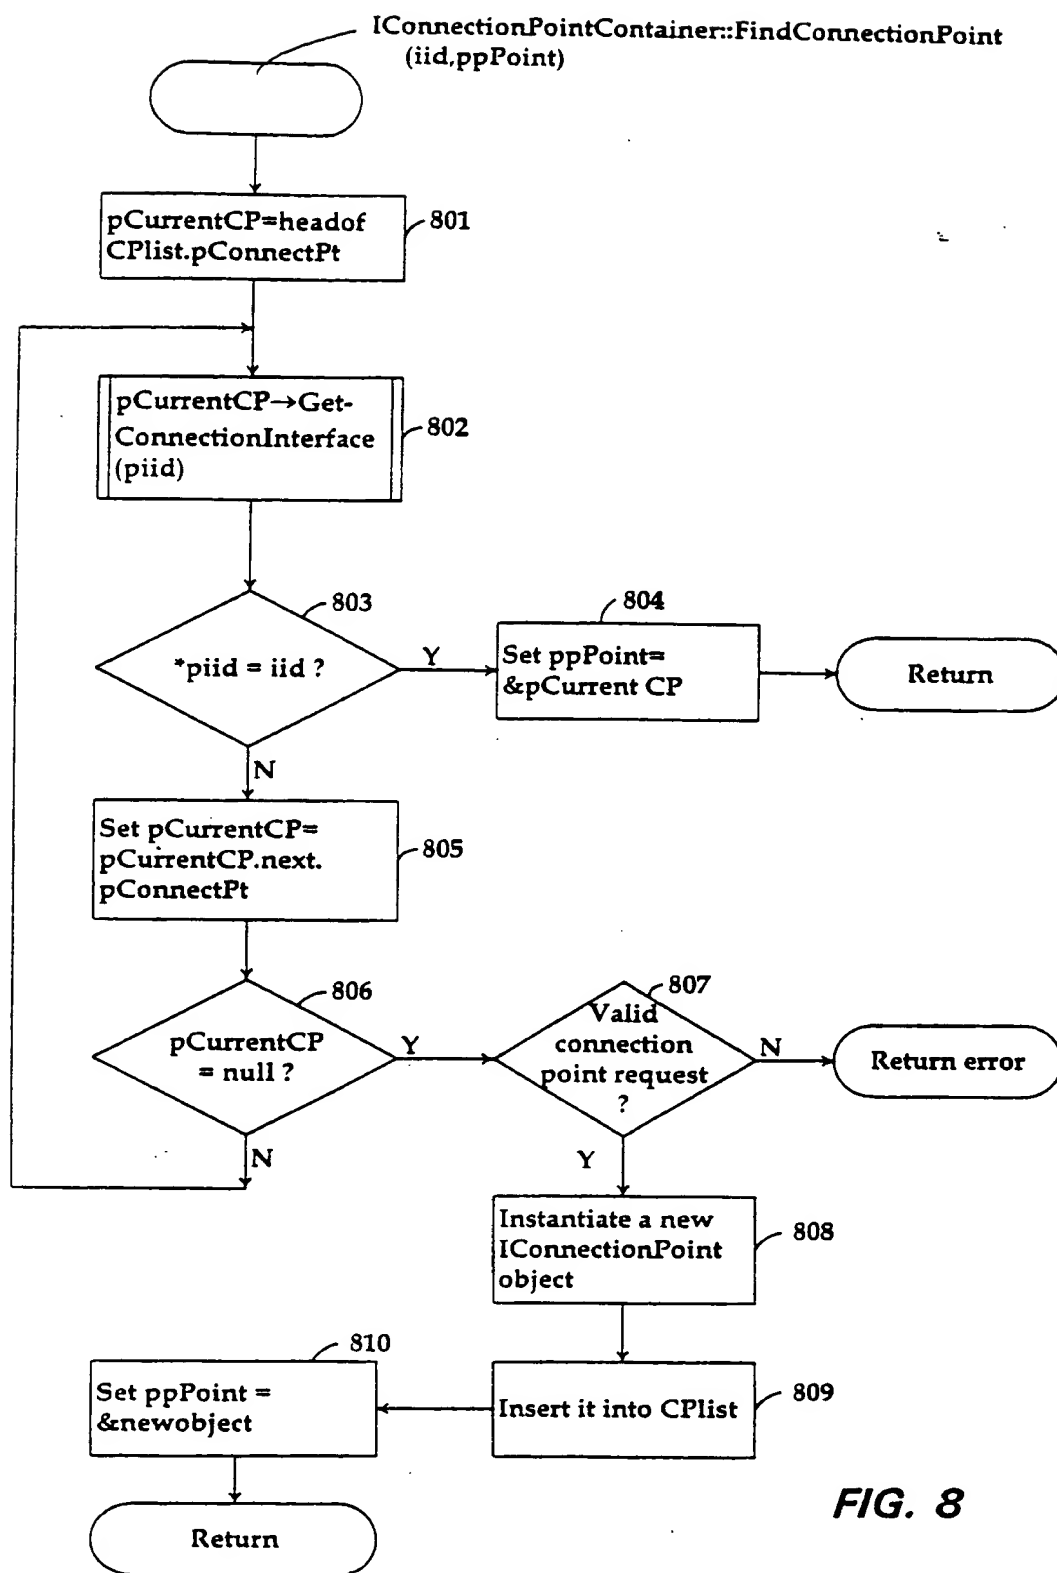 IConnectionPointContainer::FindConnectionPoint
(iid,ppPoint)
pCurrentCP=headof
CPlist.pConnectPt
801
pCurrentCP→Get-
ConnectionInterface
(piid)
802
803
*piid = iid ?
Y
804
Set ppPoint=
&pCurrent CP
Return
N
Set pCurrentCP=
pCurrentCP.next.
pConnectPt
805
806
pCurrentCP
= null ?
Y
807
Valid
connection
point request
?
N
Return error
N
Y
Instantiate a new
IConnectionPoint
object
808
Insert it into CPlist
809
810
Set ppPoint =
&newobject
Return
FIG. 8